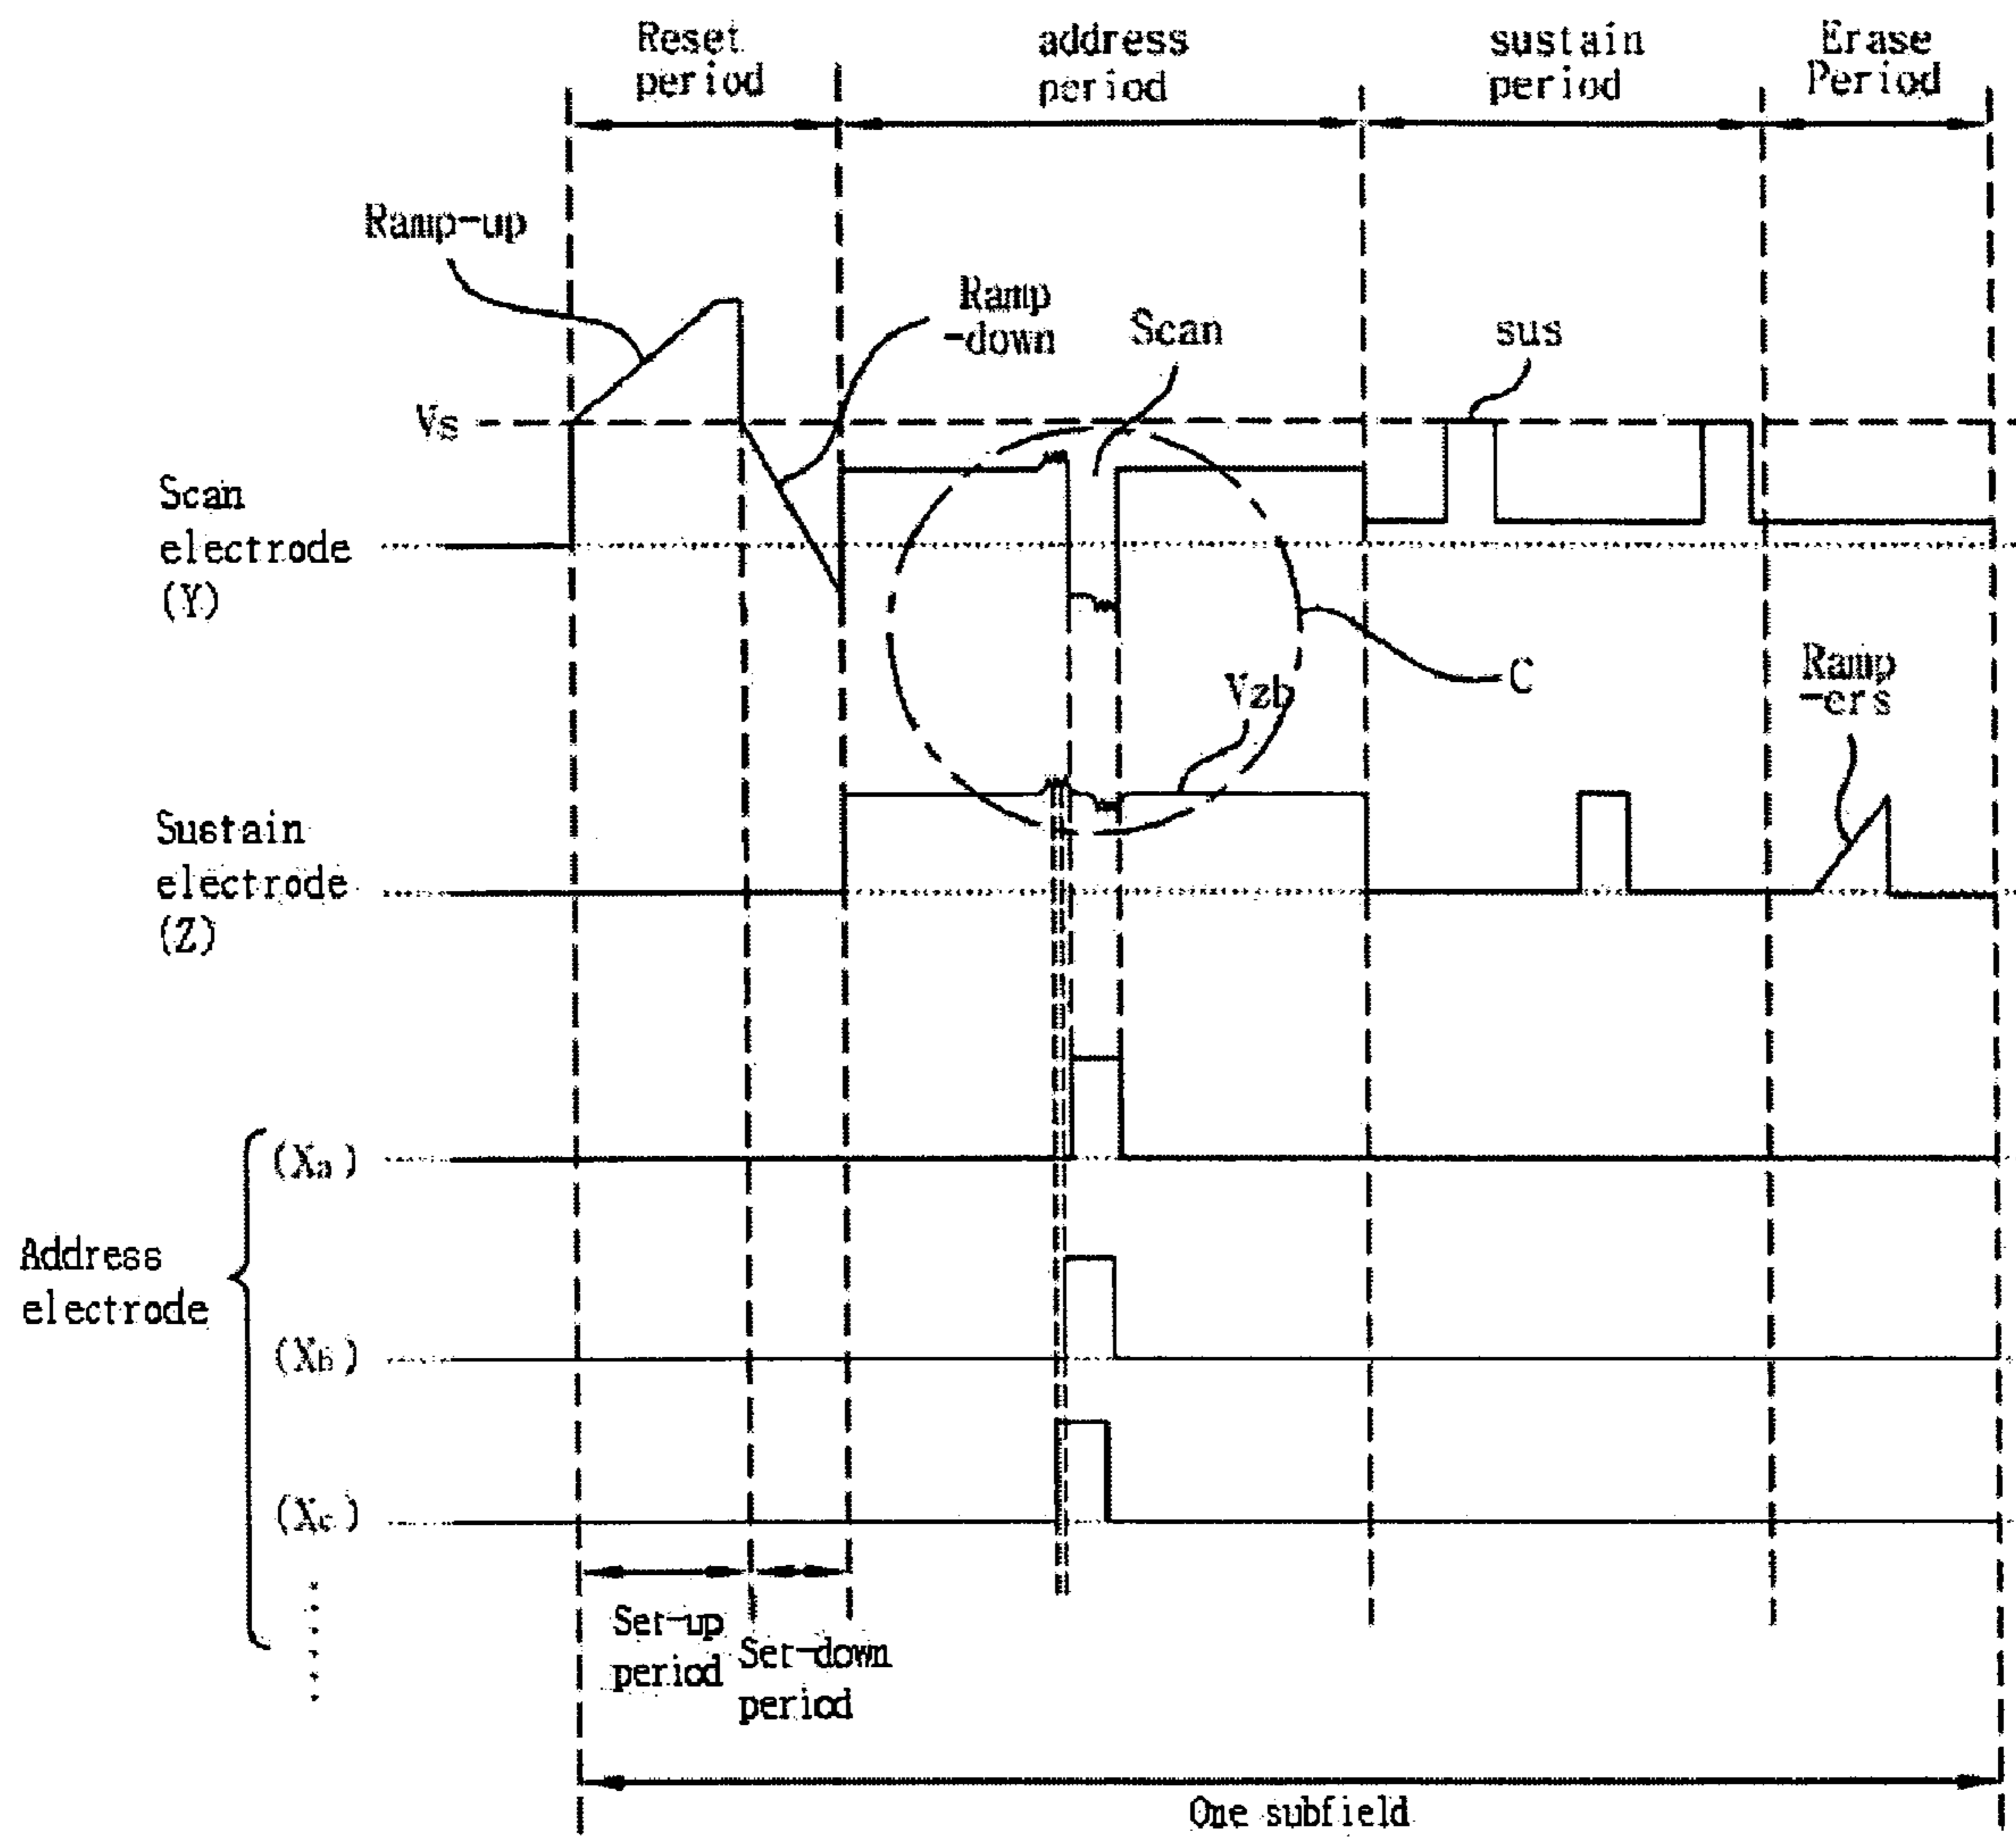 Reset
period
address
period
sustain
period
Erase
Period
Ramp-up
Ramp
-down
Scan
sus
Vs
Scan
electrode
(Y)
C
Vzb
Ramp
-ers
Sustain
electrode
(Z)
(Xa)
Address
electrode
(Xb)
(Xc)
Set-up
period
Set-down
period
One subfield